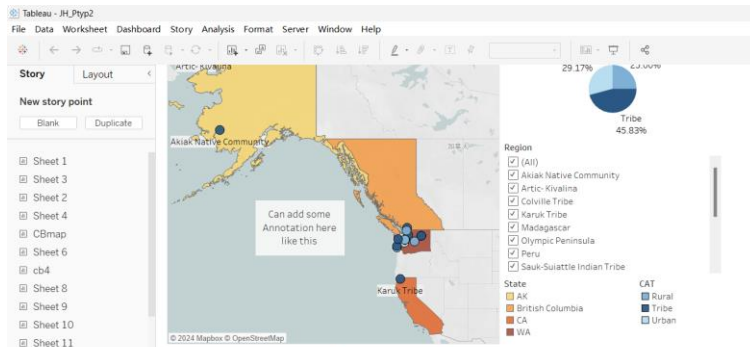 Tableau - JH_Ptyp2
File Data Worksheet Dashboard Story Analysis Format Server Window Help
Story Layout
New story point
Blank Duplicate
Sheet 1
Sheet 3
Sheet 2
Sheet 4
CBmap
Sheet 6
cb4
Sheet 8
Sheet 9
Sheet 10
Sheet 11
Artic- Kivalina
Akiak Native Community
Can add some
Annotation here
like this
Karuk Tribe
© 2024 Mapbox © OpenStreetMap
29.17% 25.00%
Tribe
45.83%
Region
(All)
Akiak Native Community
Artic- Kivalina
Colville Tribe
Karuk Tribe
Madagascar
Olympic Peninsula
Peru
Sauk-Suiattle Indian Tribe
State
AK
British Columbia
CA
WA
CAT
Rural
Tribe
Urban